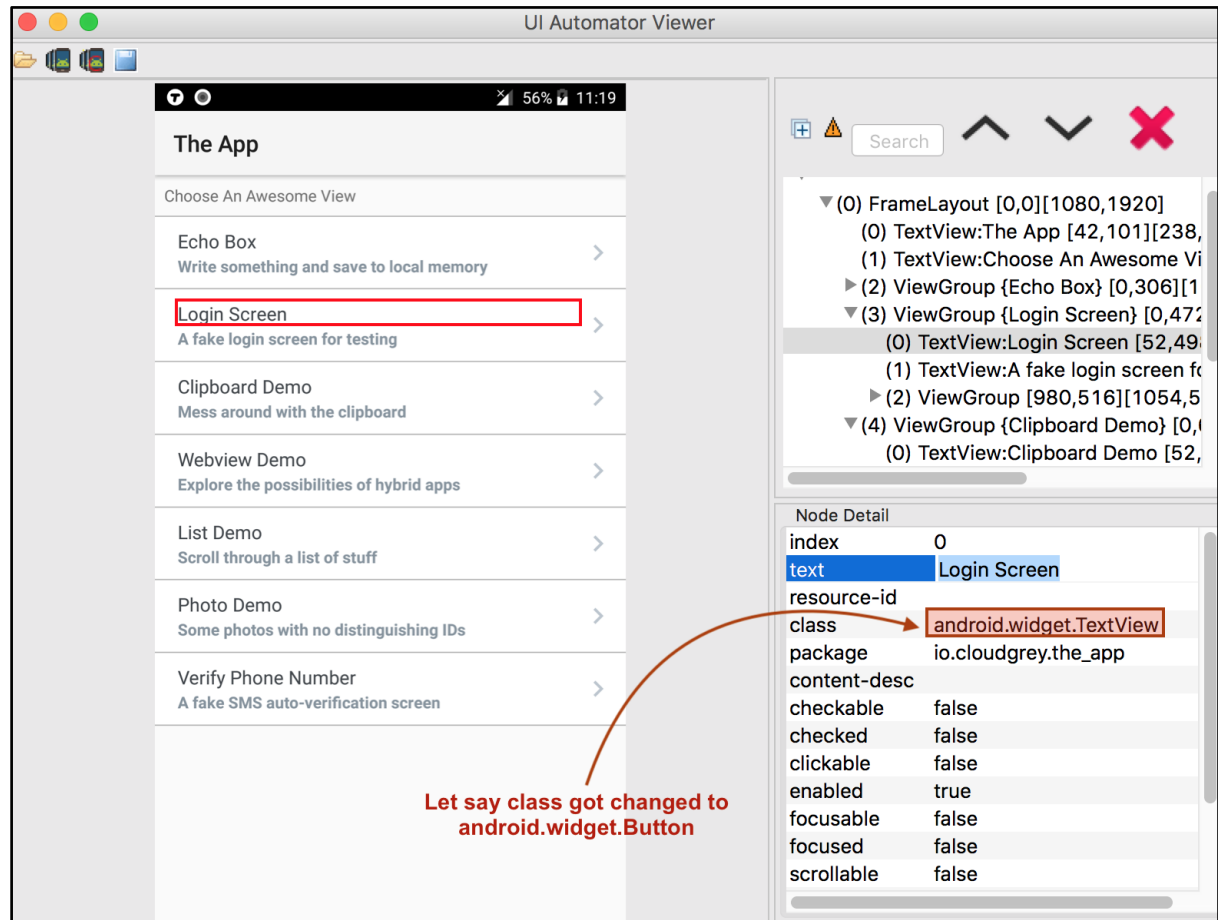 UI Automator Viewer
56% 11:19
The App
Choose An Awesome View
Echo Box
Write something and save to local memory
Login Screen
A fake login screen for testing
Clipboard Demo
Mess around with the clipboard
Webview Demo
Explore the possibilities of hybrid apps
List Demo
Scroll through a list of stuff
Photo Demo
Some photos with no distinguishing IDs
Verify Phone Number
A fake SMS auto-verification screen
Let say class got changed to
android.widget.Button
Search
(0) FrameLayout [0,0][1080,1920]
(0) TextView:The App [42,101][238,
(1) TextView:Choose An Awesome Vi
(2) ViewGroup {Echo Box} [0,306][1
(3) ViewGroup {Login Screen} [0,472
(0) TextView:Login Screen [52,49
(1) TextView:A fake login screen fo
(2) ViewGroup [980,516][1054,5
(4) ViewGroup {Clipboard Demo} [0,
(0) TextView:Clipboard Demo [52,
Node Detail
index 0
text Login Screen
resource-id
class android.widget.TextView
package io.cloudgrey.the_app
content-desc
checkable false
checked false
clickable false
enabled true
focusable false
focused false
scrollable false